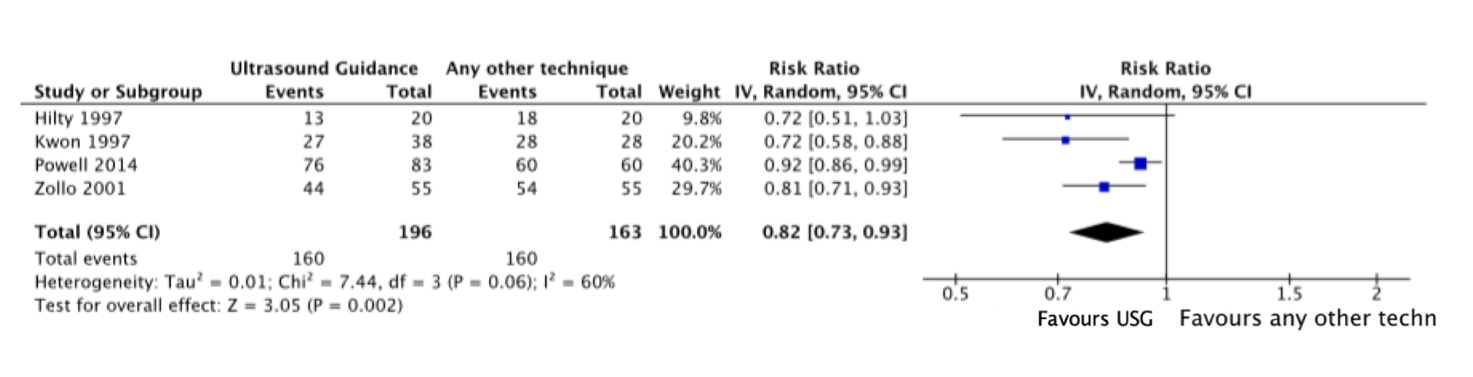 Ultrasound Guidance Any other technique Risk Ratio Risk Ratio
Study or Subgroup Events Total Events Total Weight IV, Random, 95% CI IV, Random, 95% CI
Hilty 1997 13 20 18 20 9.8% 0.72 [0.51, 1.03]
Kwon 1997 27 38 28 28 20.2% 0.72 [0.58, 0.88]
Powell 2014 76 83 60 60 40.3% 0.92 [0.86, 0.99]
Zollo 2001 44 55 54 55 29.7% 0.81 [0.71, 0.93]
Total (95% CI) 196 163 100.0% 0.82 [0.73, 0.93]
Total events 160 160
Heterogeneity: Tau² = 0.01; Chi² = 7.44, df = 3 (P = 0.06); I² = 60%
Test for overall effect: Z = 3.05 (P = 0.002)
0.5 0.7 1 1.5 2
Favours USG Favours any other techn